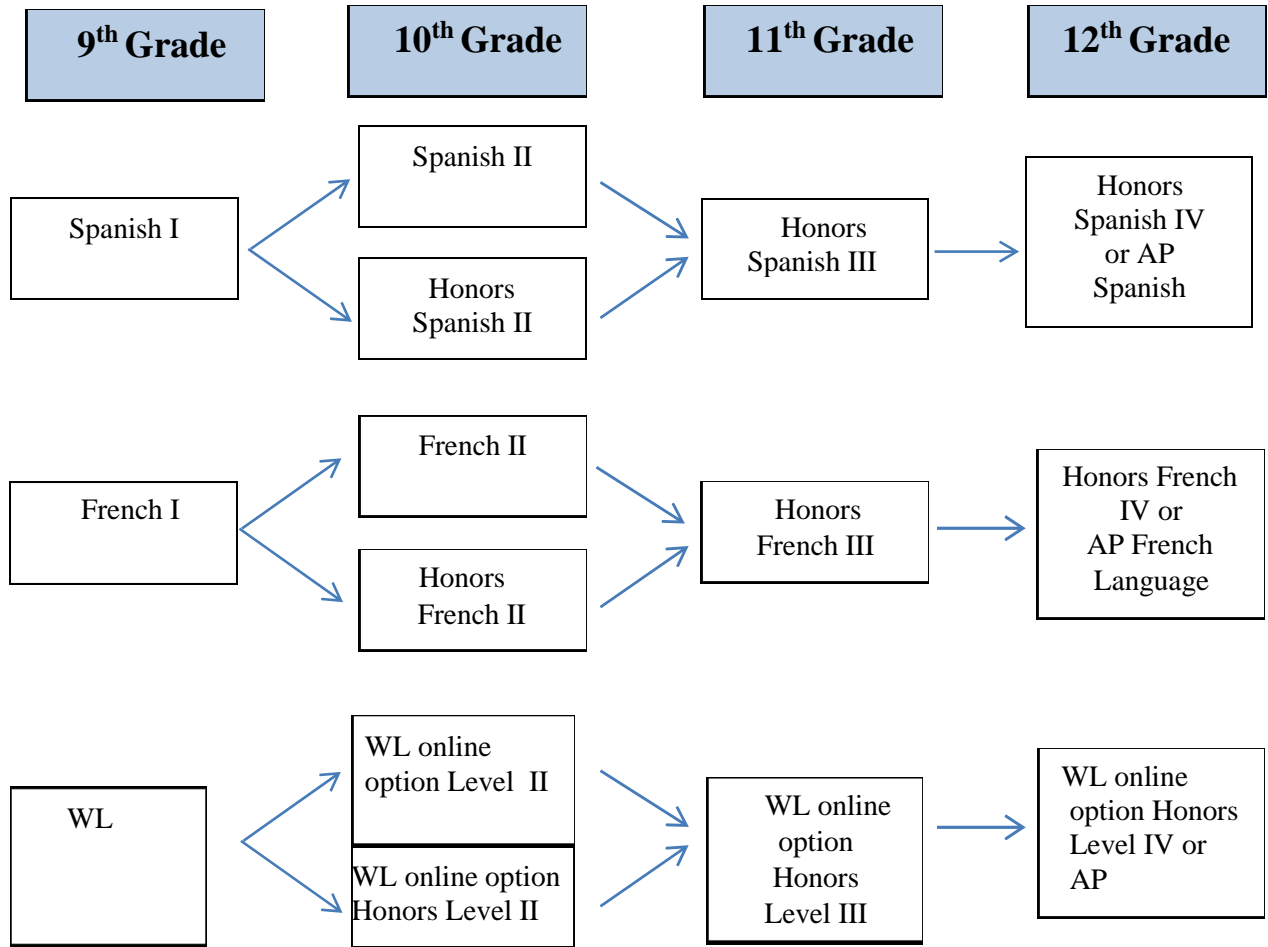 9th Grade
10th Grade
11th Grade
12th Grade
Spanish I
Spanish II
Honors
Spanish II
Honors
Spanish III
Honors
Spanish IV
or AP
Spanish
French I
French II
Honors
French II
Honors
French III
Honors French
IV or
AP French
Language
WL
WL online
option Level II
WL online option
Honors Level II
WL online
option
Honors
Level III
WL online
option Honors
Level IV or
AP